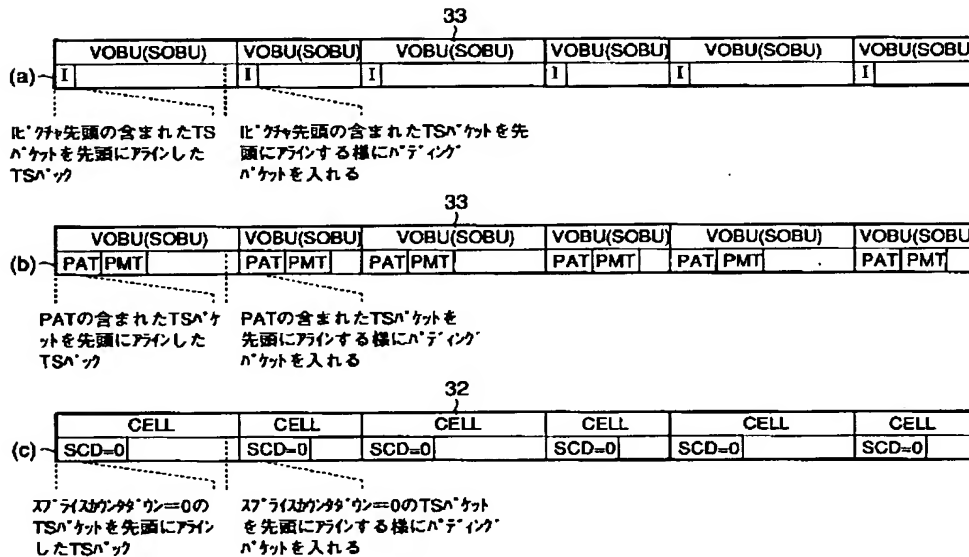 33
VOBU(SOBU) VOBU(SOBU) VOBU(SOBU) VOBU(SOBU) VOBU(SOBU) VOBU(SOBU
(a) I I I I I I
Iピクチャ先頭の含まれたTS
パケットを先頭にアラインした
TSパック
Iピクチャ先頭の含まれたTSパケットを先
頭にアラインする様にパディング
パケットを入れる
33
VOBU(SOBU) VOBU(SOBU) VOBU(SOBU) VOBU(SOBU) VOBU(SOBU) VOBU(SOBU
(b) PAT PMT PAT PMT PAT PMT PAT PMT PAT PMT PAT PMT
PATの含まれたTSパケ
ットを先頭にアラインした
TSパック
PATの含まれたTSパケットを
先頭にアラインする様にパディング
パケットを入れる
32
CELL CELL CELL CELL CELL CELL
(c) SCD=0 SCD=0 SCD=0 SCD=0 SCD=0 SCD=0
スプライスカウンタダウン=0の
TSパケットを先頭にアライン
したTSパック
スプライスカウンタダウン=0のTSパケット
を先頭にアラインする様にパディング
パケットを入れる